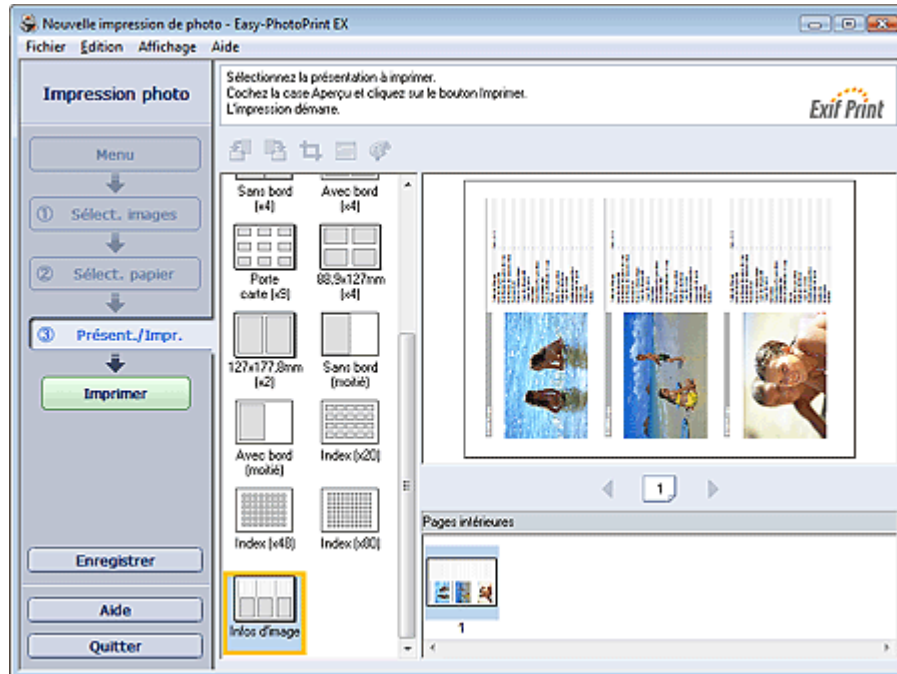 Nouvelle impression de photo - Easy-PhotoPrint EX
Fichier Édition Affichage Aide
Impression photo
Menu
① Sélect. images
② Sélect. papier
③ Présent./Impr.
Imprimer
Enregistrer
Aide
Quitter
Sélectionnez la présentation à imprimer.
Cochez la case Aperçu et cliquez sur le bouton Imprimer.
L'impression démarre.
Exif Print
Sans bord
(x4)
Avec bord
(x4)
Porte
carte (x9)
88.9x127mm
(x4)
127x177.8mm
(x2)
Sans bord
(moitié)
Avec bord
(moitié)
Index (x20)
Index (x48)
Index (x80)
Infos d'image
1
Pages intérieures
1